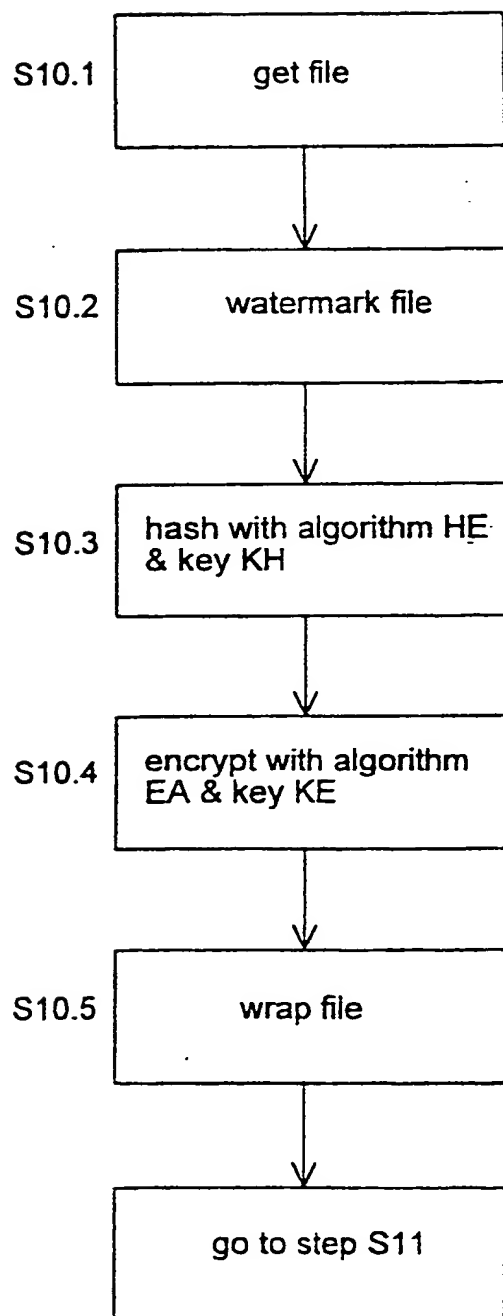 S10.1 get file
S10.2 watermark file
S10.3 hash with algorithm HE
& key KH
S10.4 encrypt with algorithm
EA & key KE
S10.5 wrap file
go to step S11